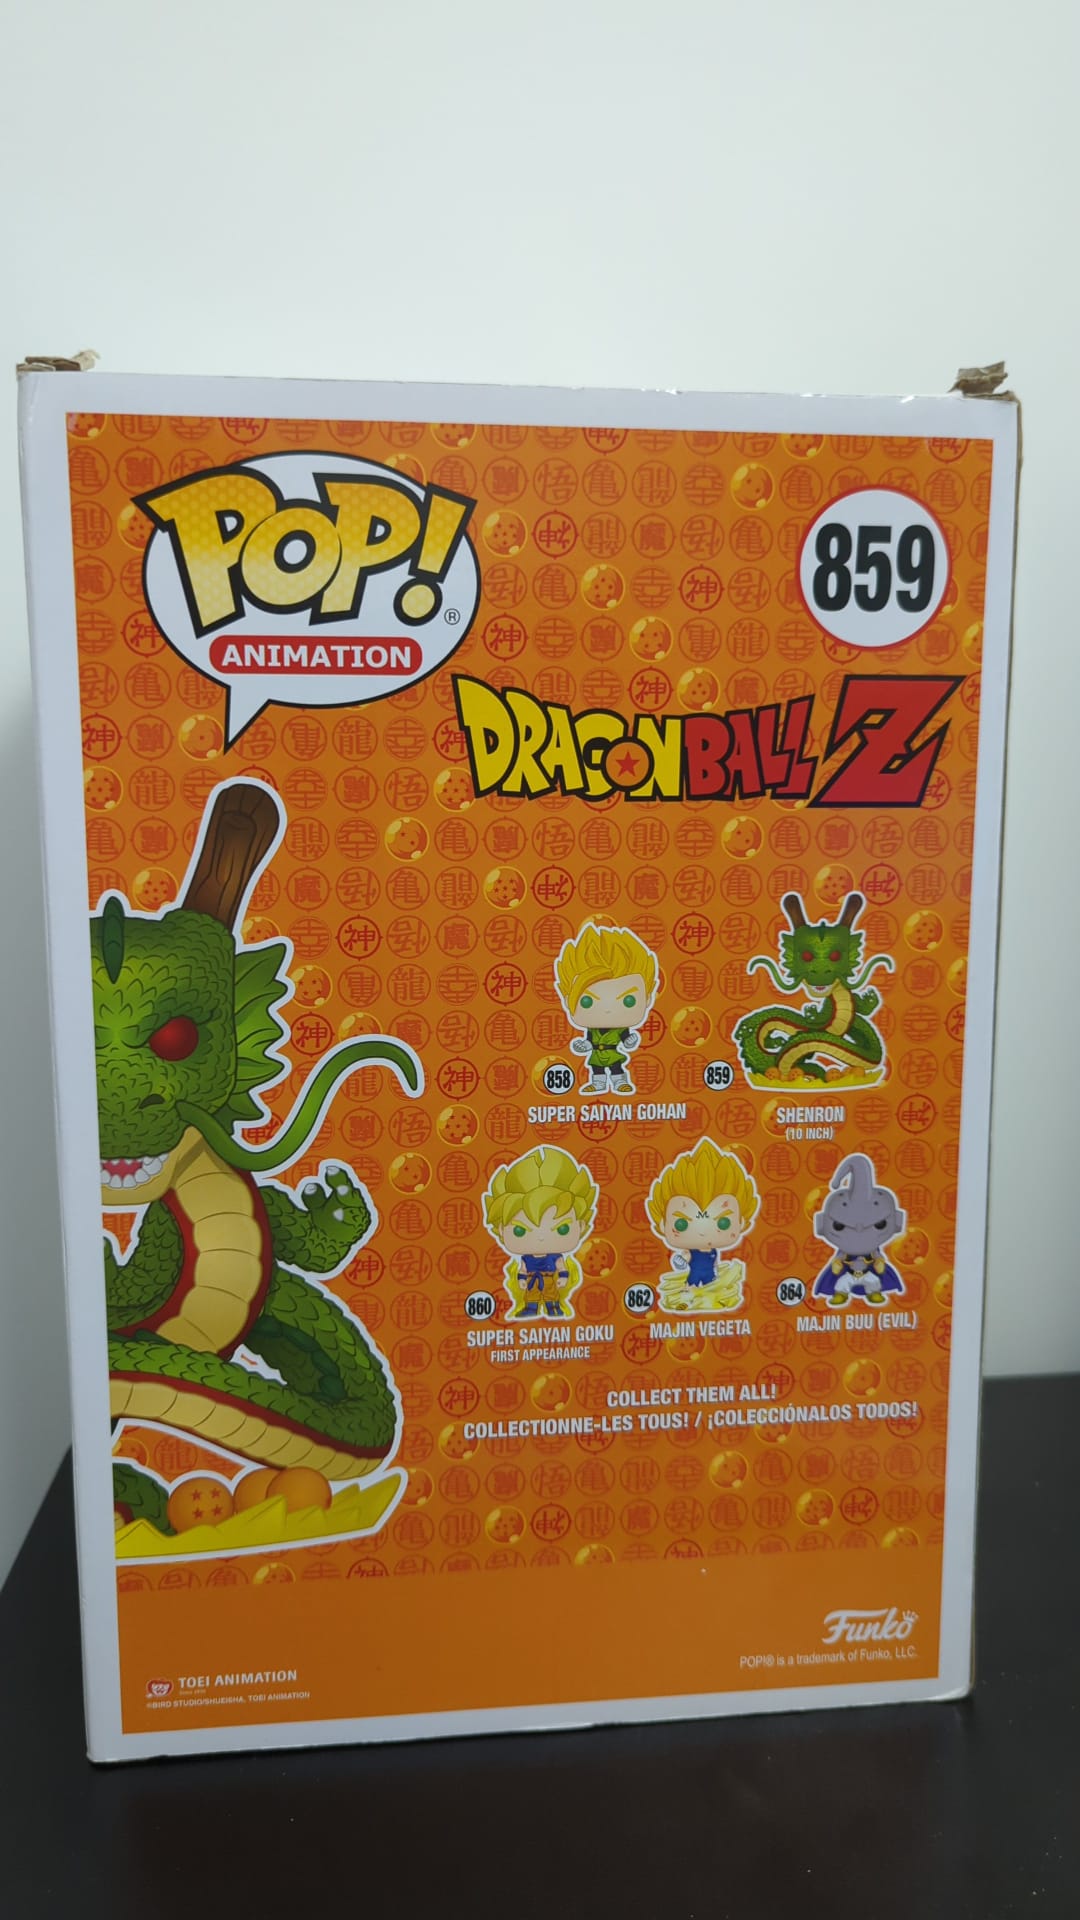 POP!®
ANIMATION
859
DRAGONBALL Z
858
SUPER SAIYAN GOHAN
859
SHENRON
(10 INCH)
860
SUPER SAIYAN GOKU
FIRST APPEARANCE
862
MAJIN VEGETA
864
MAJIN BUU (EVIL)
COLLECT THEM ALL!
COLLECTIONNE-LES TOUS! / ¡COLECCIÓNALOS TODOS!
Funko
POP!® is a trademark of Funko, LLC.
TOEI ANIMATION
©BIRD STUDIO/SHUEISHA, TOEI ANIMATION